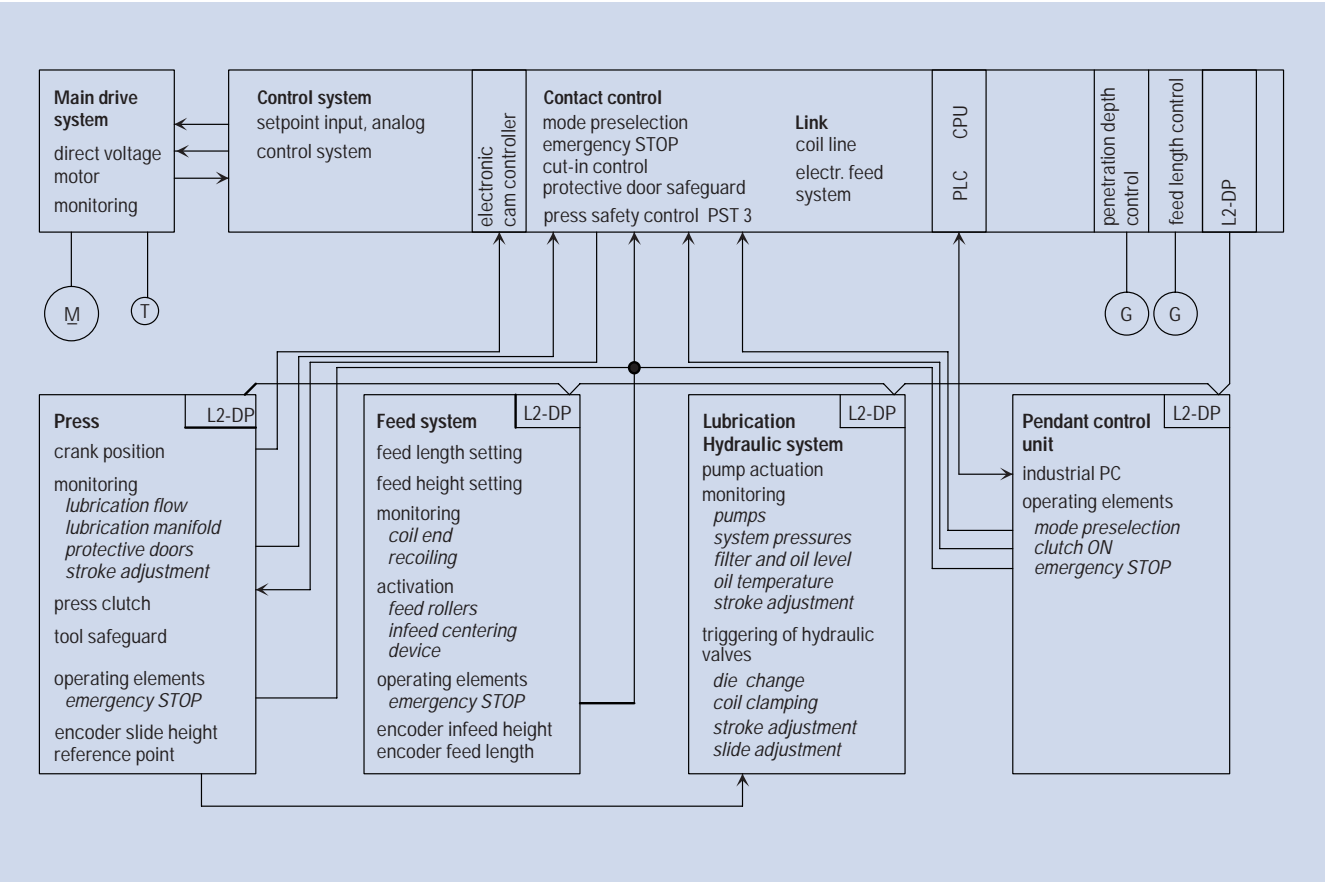 Main drive
system
direct voltage
motor
monitoring
M
T
Control system
setpoint input, analog
control system
electronic
cam controller
Contact control
mode preselection
emergency STOP
cut-in control
protective door safeguard
press safety control PST 3
Link
coil line
electr. feed
system
PLC CPU
penetration depth
control
feed length control
L2-DP
G
G
Press
L2-DP
crank position
monitoring
lubrication flow
lubrication manifold
protective doors
stroke adjustment
press clutch
tool safeguard
operating elements
emergency STOP
encoder slide height
reference point
Feed system
L2-DP
feed length setting
feed height setting
monitoring
coil end
recoiling
activation
feed rollers
infeed centering
device
operating elements
emergency STOP
encoder infeed height
encoder feed length
Lubrication
Hydraulic system
L2-DP
pump actuation
monitoring
pumps
system pressures
filter and oil level
oil temperature
stroke adjustment
triggering of hydraulic
valves
die change
coil clamping
stroke adjustment
slide adjustment
Pendant control
unit
L2-DP
industrial PC
operating elements
mode preselection
clutch ON
emergency STOP